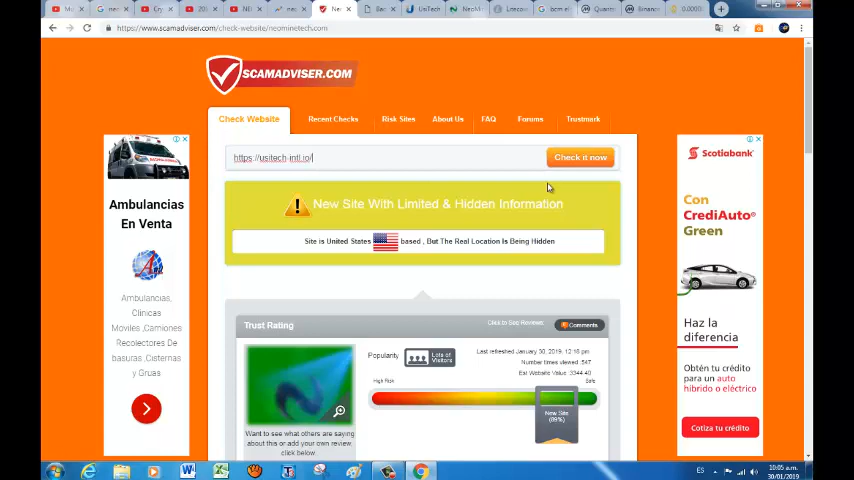 https://www.scamadviser.com/check-website/neominetech.com
SCAMADVISER.COM
Check Website
Recent Checks
Risk Sites
About Us
FAQ
Forums
Trustmark
https://usitech-intl.io/
Check it now
New Site With Limited & Hidden Information
Site is United States based , But The Real Location Is Being Hidden
Trust Rating
Click to See Reviews:
Comments
Popularity
Lots of
Visitors
Last refreshed January 30, 2019, 12:16 pm
Number times viewed :547
Est Website Value :3344.40
High Risk
Safe
New Site
(89%)
Want to see what others are saying
about this or add your own review
click below.
Ambulancias
En Venta
Ambulancias,
Clinicas
Moviles ,Camiones
Recolectores De
basuras ,Cisternas
y Gruas
Scotiabank
Con
CrediAuto
Green
Haz la
diferencia
Obtén tu crédito
para un auto
híbrido o eléctrico
Cotiza tu crédito
ES
10:05 a.m.
30/01/2019